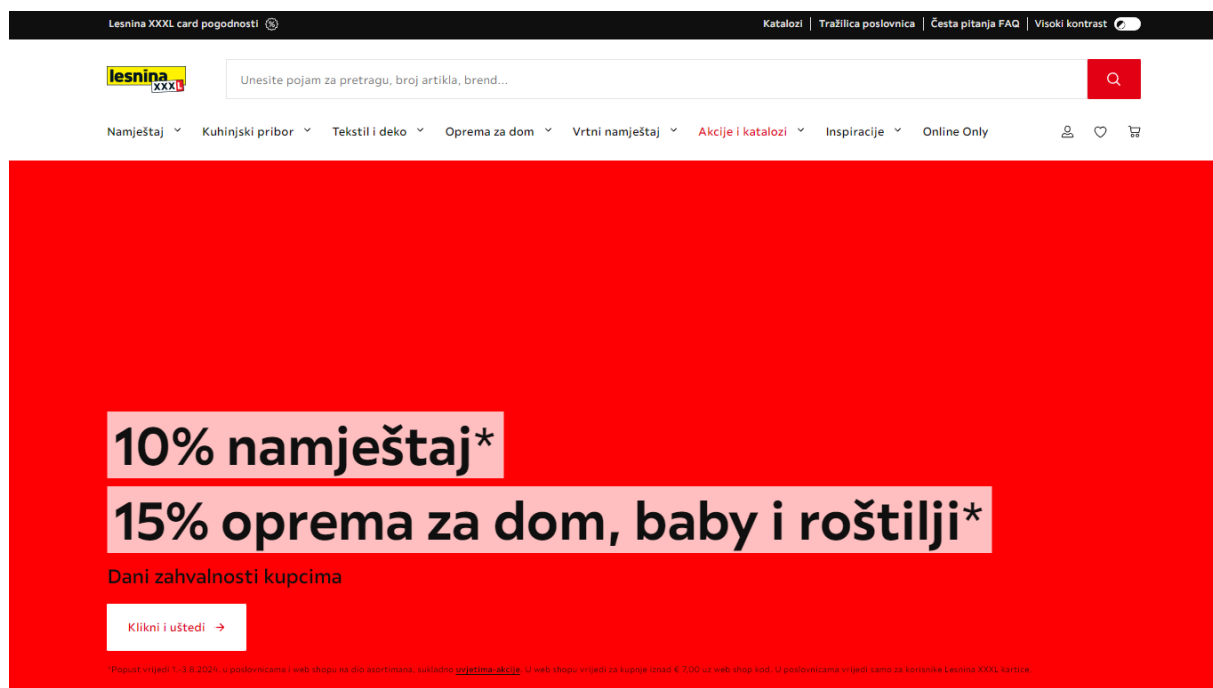 Lesnina XXXL card pogodnosti
Katalozi | Tražilica poslovnica | Česta pitanja FAQ | Visoki kontrast
lesnina
XXXL
Unesite pojam za pretragu, broj artikla, brend...
Namještaj Kuhinjski pribor Tekstil i deko Oprema za dom Vrtni namještaj Akcije i katalozi Inspiracije Online Only
10% namještaj*
15% oprema za dom, baby i roštilji*
Dani zahvalnosti kupcima
Klikni i uštedi →
*Popust vrijedi 1.-3.8.2024. u poslovnicama i web shopu na dio asortimana, sukladno uvjetima-akcije. U web shopu vrijedi za kupnje iznad € 7,00 uz web shop kod. U poslovnicama vrijedi samo za korisnike Lesnina XXXL kartice.